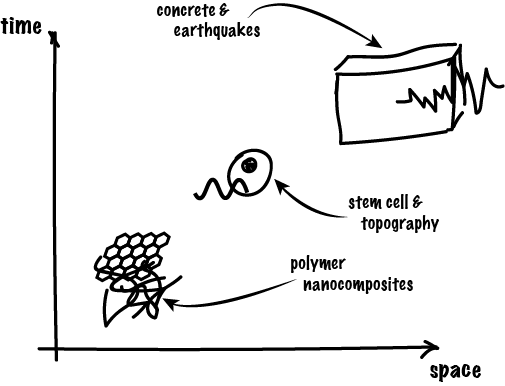 concrete &
earthquakes
time
stem cell &
topography
polymer
nanocomposites
space